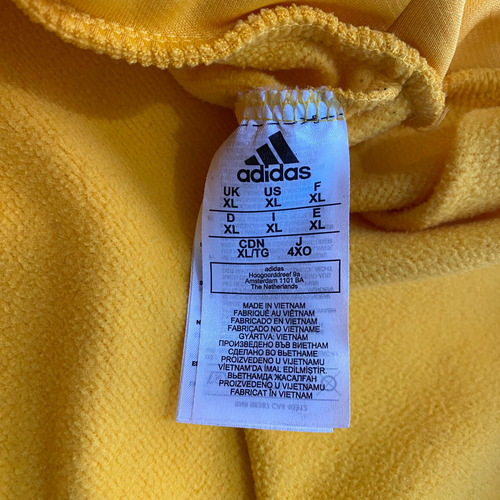 adidas
UK US F
XL XL XL
D I E
XL XL XL
CDN J
XL/TG 4XO
adidas
Hoogoorddreef 9a
Amsterdam 1101 BA
The Netherlands
MADE IN VIETNAM
FABRIQUÉ AU VIÊTNAM
FABRICADO EN VIETNAM
FABRICADO NO VIETNAME
GYÁRTVA: VIETNAM
ПРОИЗВЕДЕНО ВЪВ ВИЕТНАМ
СДЕЛАНО ВО ВЬЕТНАМЕ
PROIZVEDENO U VIJETNAMU
VIETNAM'DA İMAL EDİLMİŞTİR
ВЬЕТНАМДА ЖАСАЛҒАН
PROIZVEDENO U VIJETNAMU
FABRICAT ÎN VIETNAM